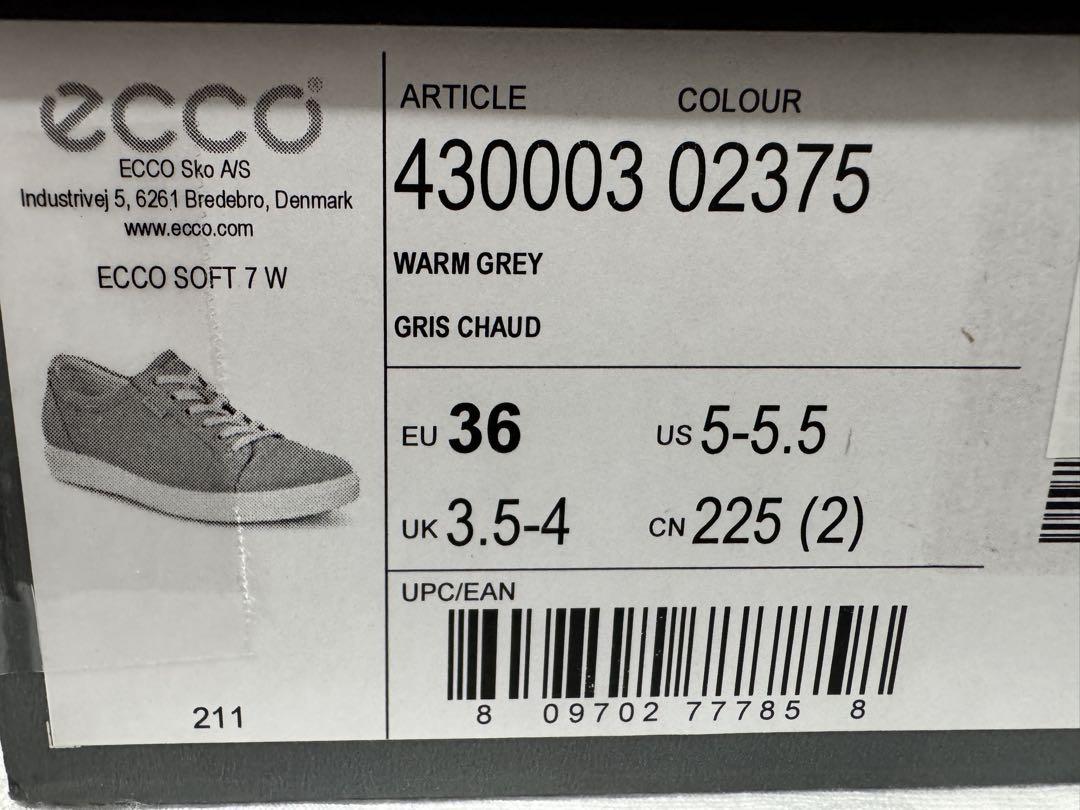 ecco®
ECCO Sko A/S
Industrivej 5, 6261 Bredebro, Denmark
www.ecco.com
ECCO SOFT 7 W
211
ARTICLE COLOUR
430003 02375
WARM GREY
GRIS CHAUD
EU 36 US 5-5.5
UK 3.5-4 CN 225 (2)
UPC/EAN
8 09702 77785 8